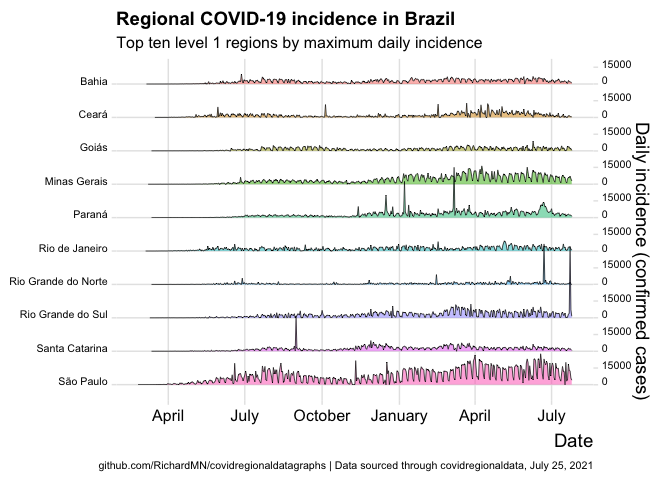 Regional COVID-19 incidence in Brazil
Top ten level 1 regions by maximum daily incidence
15000
Bahia 0
15000
Ceará 0
15000
Goiás 0
15000
Minas Gerais 0
15000
Paraná 0
15000
Rio de Janeiro 0
15000
Rio Grande do Norte 0
15000
Rio Grande do Sul 0
15000
Santa Catarina 0
15000
São Paulo 0
Daily incidence (confirmed cases)
April July October January April July
Date
github.com/RichardMN/covidregionaldatagraphs | Data sourced through covidregionaldata, July 25, 2021